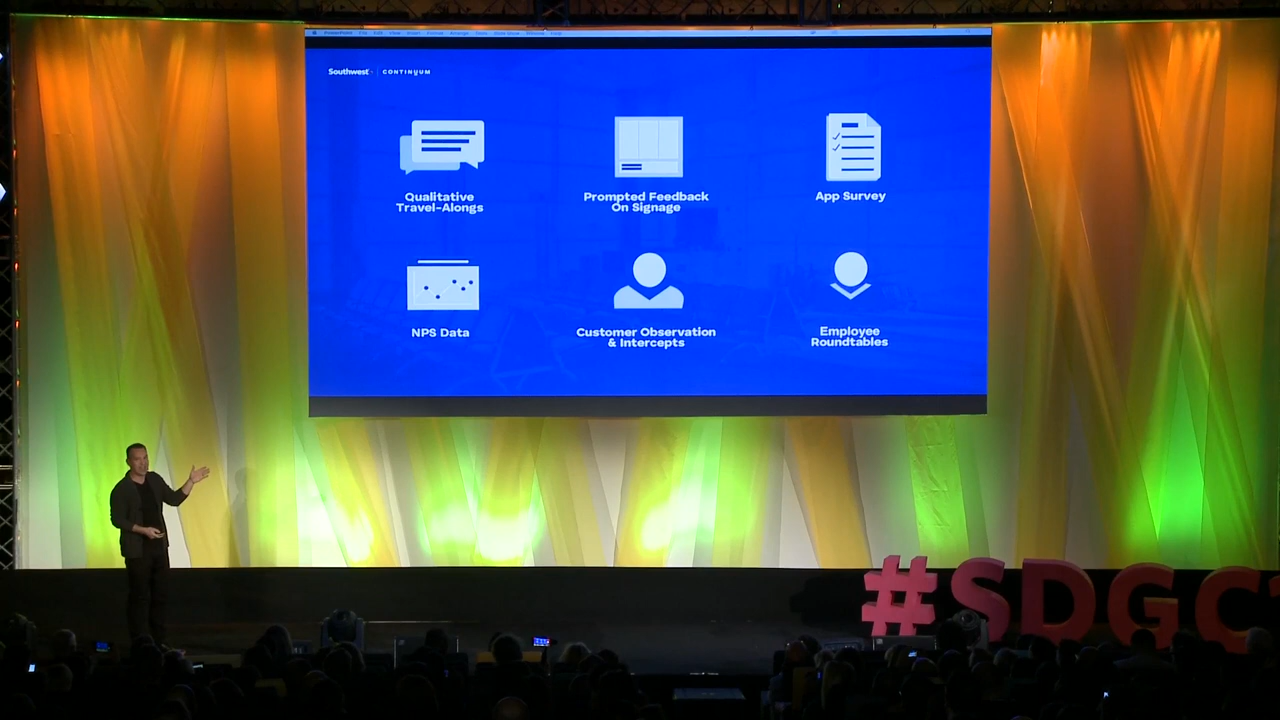 Southwest | CONTINUUM
Qualitative
Travel-Alongs
Prompted Feedback
On Signage
App Survey
NPS Data
Customer Observation
& Intercepts
Employee
Roundtables
#SDGC